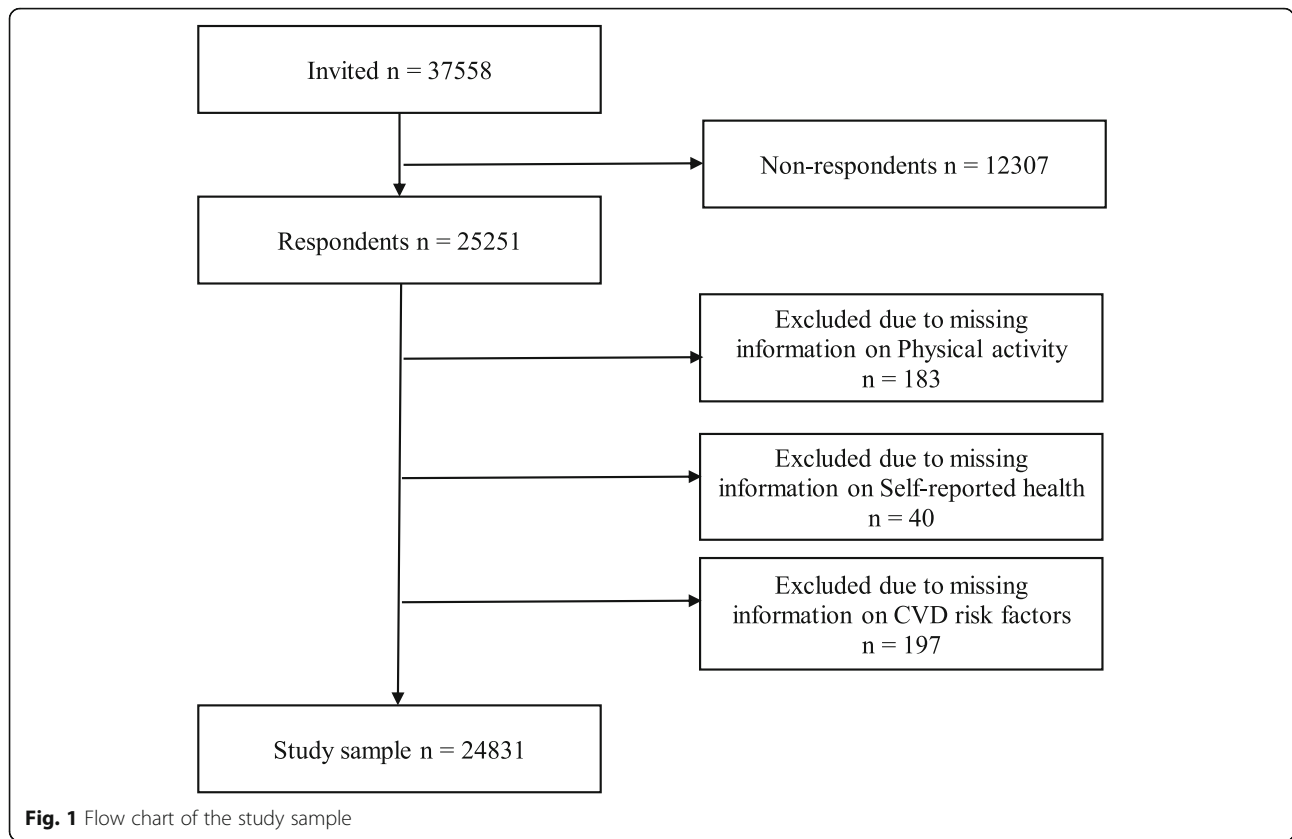 Invited n = 37558
Non-respondents n = 12307
Respondents n = 25251
Excluded due to missing
information on Physical activity
n = 183
Excluded due to missing
information on Self-reported health
n = 40
Excluded due to missing
information on CVD risk factors
n = 197
Study sample n = 24831
Fig. 1 Flow chart of the study sample